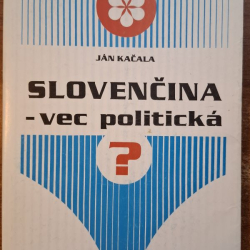 JÁN KAČALA
SLOVENČINA
-vec politická
?